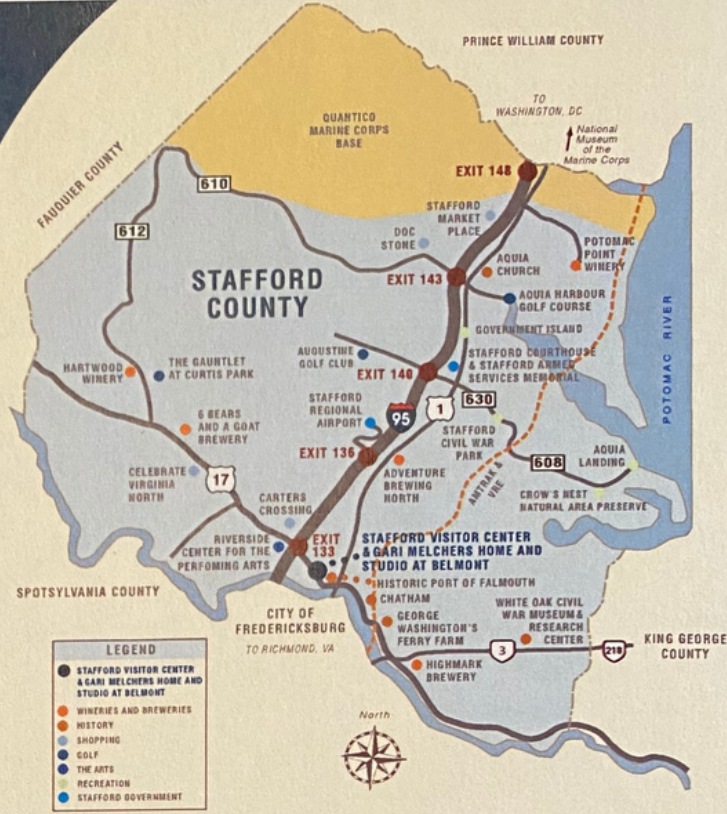 PRINCE WILLIAM COUNTY
TO
WASHINGTON, DC
National
Museum
of the
Marine Corps
QUANTICO
MARINE CORPS
BASE
FAUQUIER COUNTY
EXIT 148
610
612
STAFFORD
MARKET
PLACE
DOC
STONE
POTOMAC
POINT
WINERY
AQUIA
CHURCH
EXIT 143
STAFFORD
COUNTY
AQUIA HARBOUR
GOLF COURSE
POTOMAC RIVER
GOVERNMENT ISLAND
AUGUSTINE
GOLF CLUB
STAFFORD COURTHOUSE
& STAFFORD ARMED
SERVICES MEMORIAL
EXIT 140
HARTWOOD
WINERY
THE GAUNTLET
AT CURTIS PARK
STAFFORD
REGIONAL
AIRPORT
95
1
630
STAFFORD
CIVIL WAR
PARK
6 BEARS
AND A GOAT
BREWERY
EXIT 136
ADVENTURE
BREWING
NORTH
AMTRAK &
VRE
608
AQUIA
LANDING
CROW'S NEST
NATURAL AREA PRESERVE
CELEBRATE
VIRGINIA
NORTH
17
CARTERS
CROSSING
RIVERSIDE
CENTER FOR THE
PERFOMING ARTS
EXIT
133
STAFFORD VISITOR CENTER
& GARI MELCHERS HOME AND
STUDIO AT BELMONT
HISTORIC PORT OF FALMOUTH
CHATHAM
SPOTSYLVANIA COUNTY
CITY OF
FREDERICKSBURG
TO RICHMOND, VA
GEORGE
WASHINGTON'S
FERRY FARM
WHITE OAK CIVIL
WAR MUSEUM &
RESEARCH
CENTER
3
218
KING GEORGE
COUNTY
HIGHMARK
BREWERY
LEGEND
STAFFORD VISITOR CENTER
& GARI MELCHERS HOME AND
STUDIO AT BELMONT
WINERIES AND BREWERIES
HISTORY
SHOPPING
GOLF
THE ARTS
RECREATION
STAFFORD GOVERNMENT
North